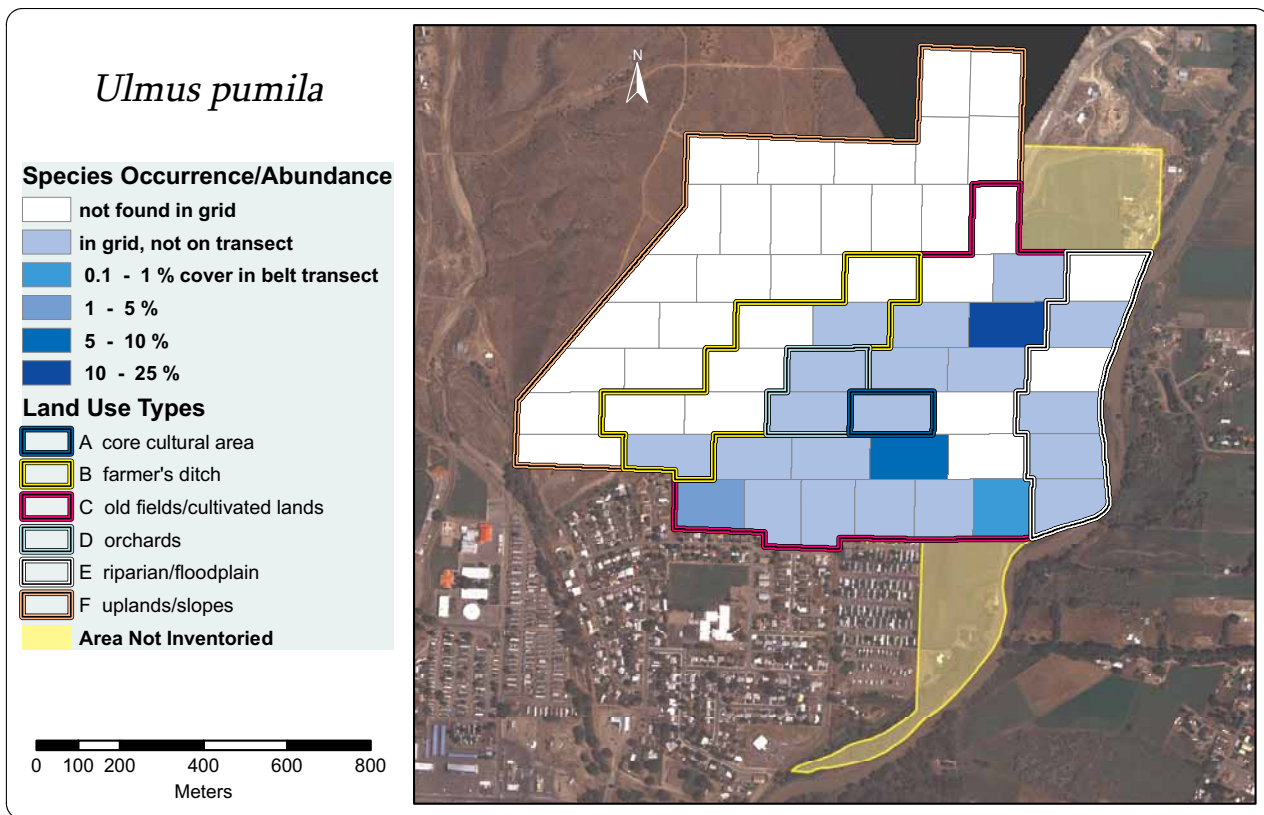 Ulmus pumila
Species Occurrence/Abundance
not found in grid
in grid, not on transect
0.1 - 1 % cover in belt transect
1 - 5 %
5 - 10 %
10 - 25 %
Land Use Types
A core cultural area
B farmer's ditch
C old fields/cultivated lands
D orchards
E riparian/floodplain
F uplands/slopes
Area Not Inventoried
0 100 200 400 600 800
Meters
N